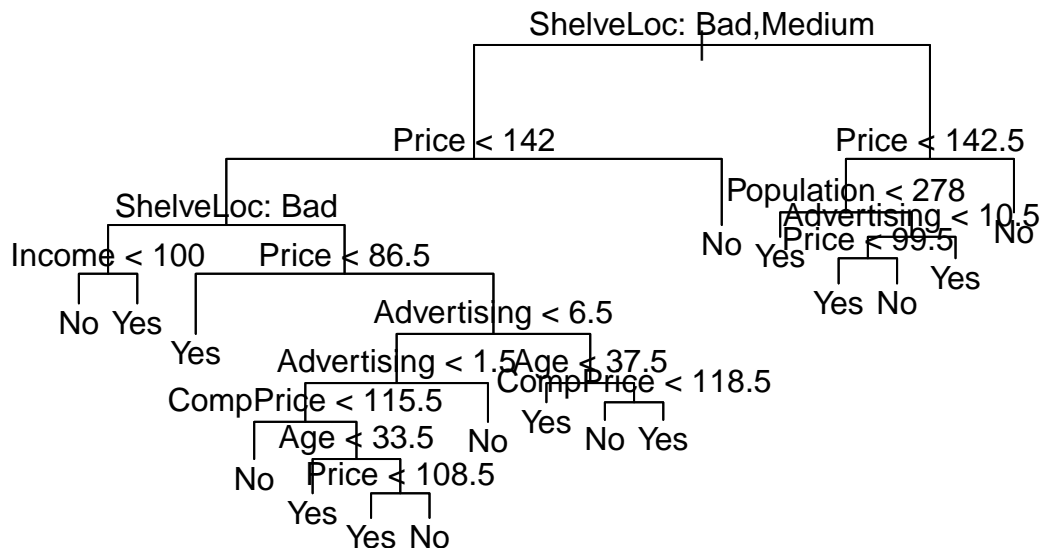 ShelveLoc: Bad,Medium
Price < 142
Price < 142.5
Population < 278
ShelveLoc: Bad
Advertising < 10.5
No
Yes
Price < 99.5
No
Income < 100
Price < 86.5
Yes
Yes No
No Yes
Advertising < 6.5
Yes
Advertising < 1.5
Age < 37.5
CompPrice < 118.5
CompPrice < 115.5
Yes
No Yes
Age < 33.5
No
No
Price < 108.5
Yes
Yes No